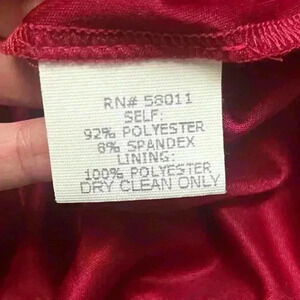 RN# 58011
SELF:
92% POLYESTER
8% SPANDEX
LINING:
100% POLYESTER
DRY CLEAN ONLY